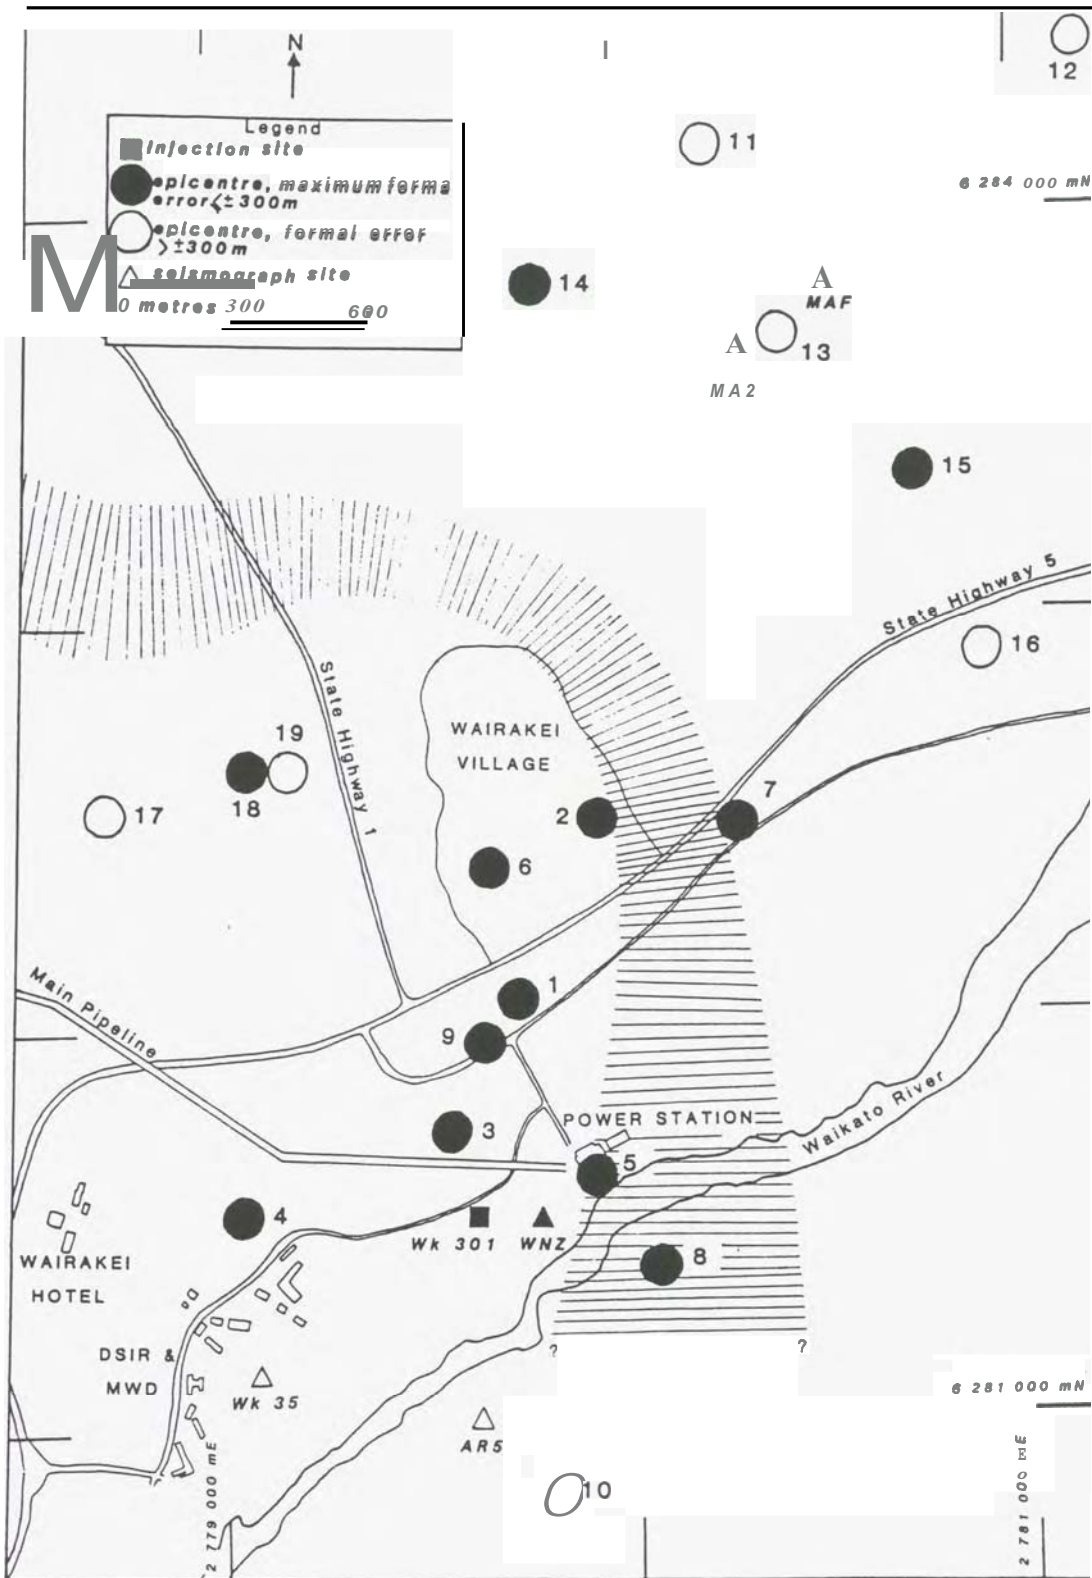 N
12
11
Legend
injection site
epicentre, maximum forma
error ≤ ±300m
epicentre, formal error
> ±300m
seismograph site
0 metres 300 600
M
6 284 000 mN
14
A
MAF
13
A
MA2
15
State Highway 5
16
State Highway 1
WAIRAKEI
VILLAGE
19
18
17
2
7
6
Main Pipeline
1
9
3
POWER STATION
5
Waikato River
4
Wk 301
WNZ
8
WAIRAKEI
HOTEL
? ?
DSIR &
MWD
Wk 35
AR5
6 281 000 mN
10
2 779 000 mE
2 781 000 E E